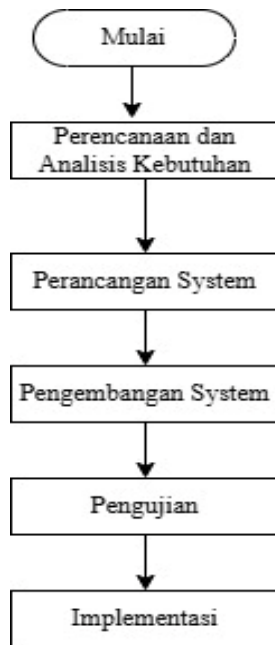 Mulai
Perencanaan dan
Analisis Kebutuhan
Perancangan System
Pengembangan System
Pengujian
Implementasi